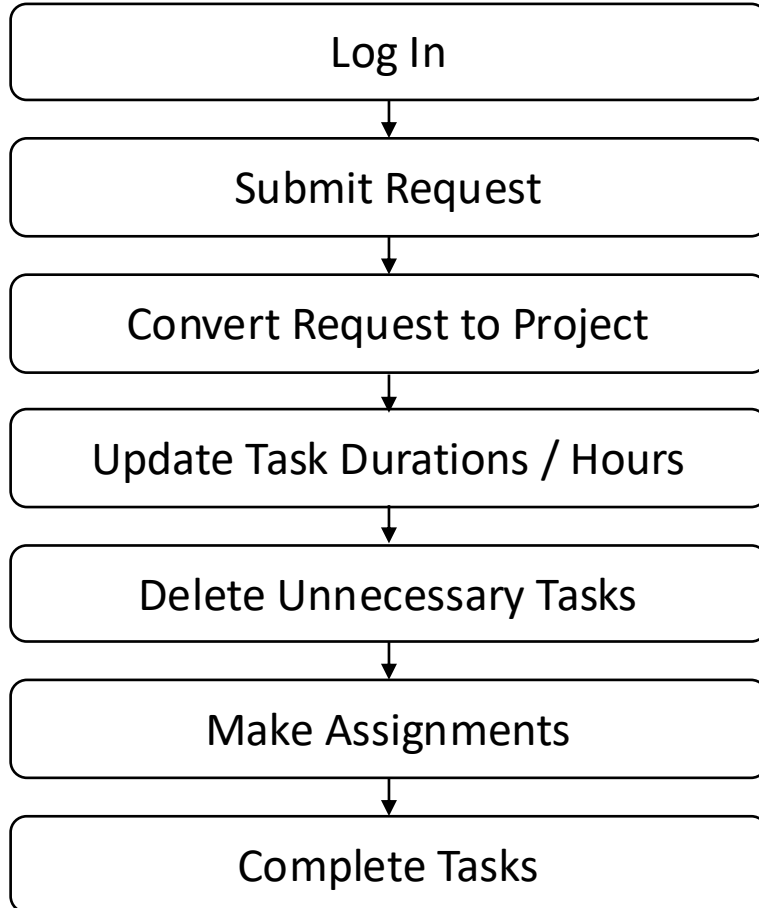 Log In
Submit Request
Convert Request to Project
Update Task Durations / Hours
Delete Unnecessary Tasks
Make Assignments
Complete Tasks